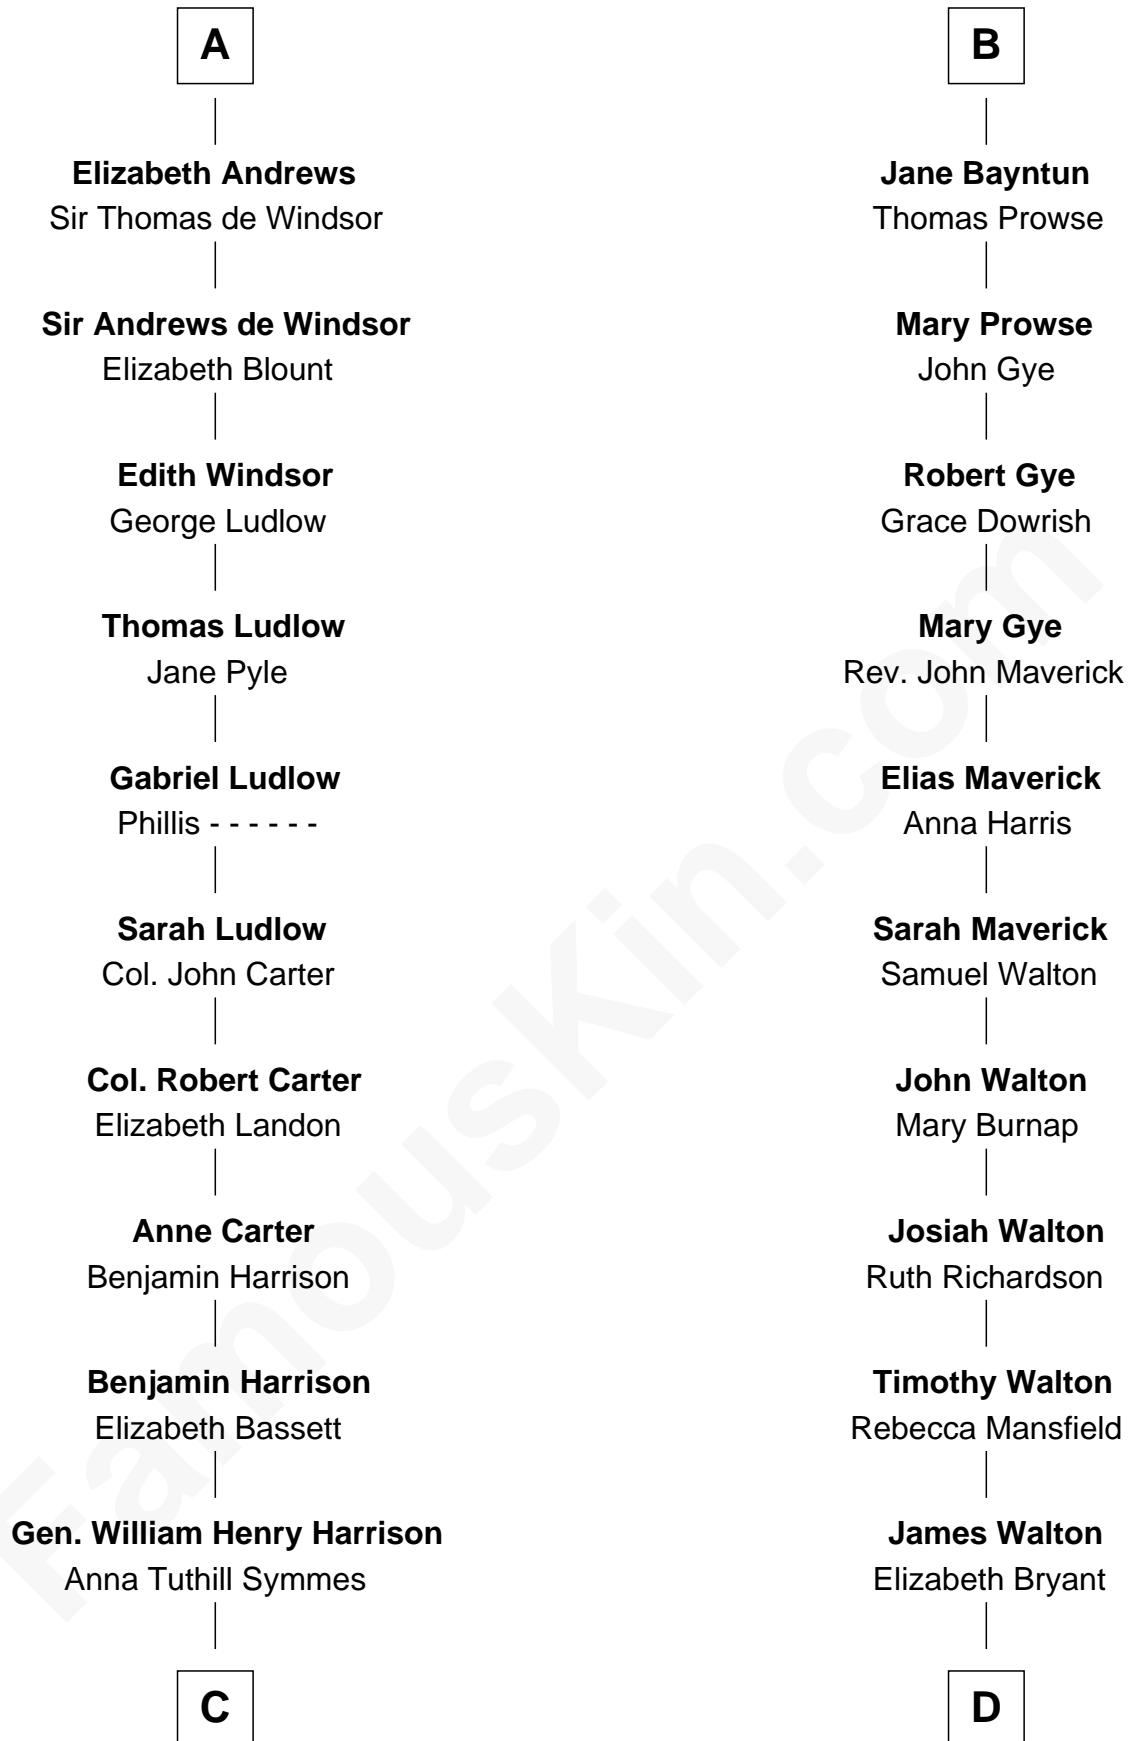 A
Elizabeth Andrews
Sir Thomas de Windsor
Sir Andrews de Windsor
Elizabeth Blount
Edith Windsor
George Ludlow
Thomas Ludlow
Jane Pyle
Gabriel Ludlow
Phillis - - - - - -
Sarah Ludlow
Col. John Carter
Col. Robert Carter
Elizabeth Landon
Anne Carter
Benjamin Harrison
Benjamin Harrison
Elizabeth Bassett
Gen. William Henry Harrison
Anna Tuthill Symmes
C
B
Jane Bayntun
Thomas Prowse
Mary Prowse
John Gye
Robert Gye
Grace Dowrish
Mary Gye
Rev. John Maverick
Elias Maverick
Anna Harris
Sarah Maverick
Samuel Walton
John Walton
Mary Burnap
Josiah Walton
Ruth Richardson
Timothy Walton
Rebecca Mansfield
James Walton
Elizabeth Bryant
D
FamousKin.com